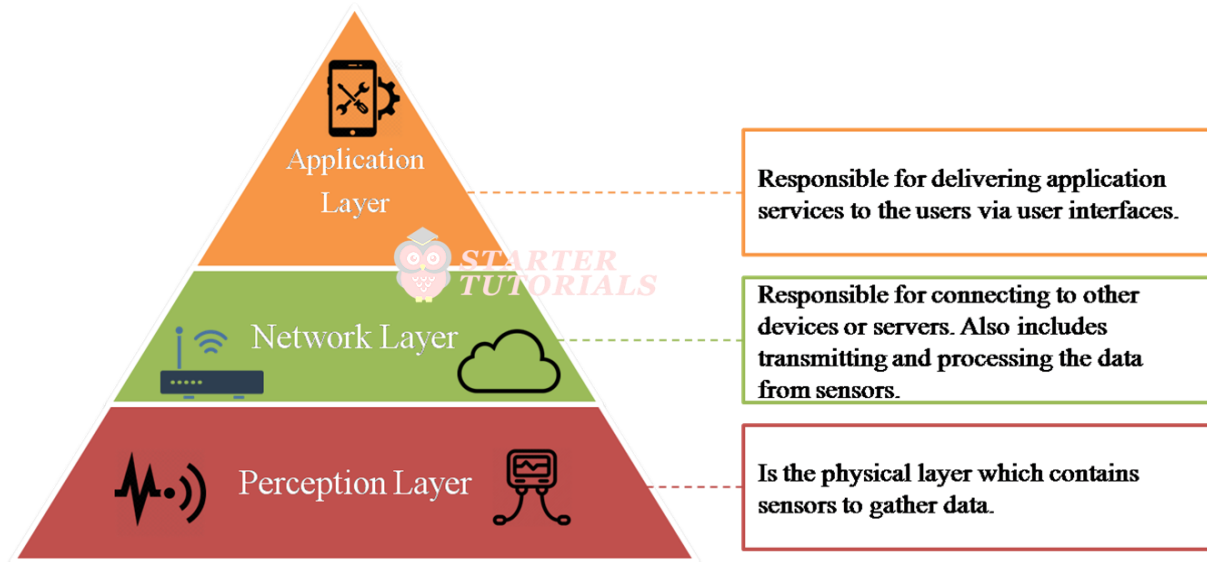 Application
Layer
Responsible for delivering application
services to the users via user interfaces.
STARTER
TUTORIALS
Network Layer
Responsible for connecting to other
devices or servers. Also includes
transmitting and processing the data
from sensors.
Perception Layer
Is the physical layer which contains
sensors to gather data.